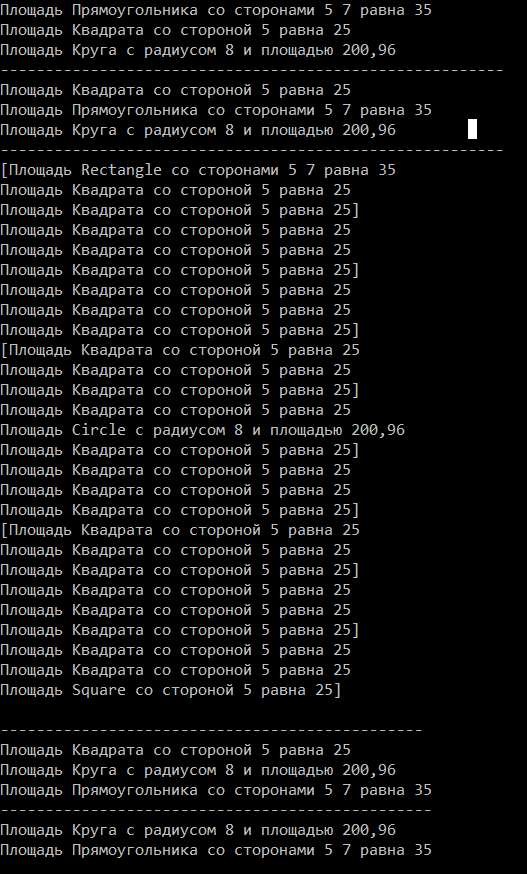 Площадь Прямоугольника со сторонами 5 7 равна 35
Площадь Квадрата со стороной 5 равна 25
Площадь Круга с радиусом 8 и площадью 200,96
--------------------------------------------------------
Площадь Квадрата со стороной 5 равна 25
Площадь Прямоугольника со сторонами 5 7 равна 35
Площадь Круга с радиусом 8 и площадью 200,96
--------------------------------------------------------
[Площадь Rectangle со сторонами 5 7 равна 35
Площадь Квадрата со стороной 5 равна 25
Площадь Квадрата со стороной 5 равна 25]
Площадь Квадрата со стороной 5 равна 25
Площадь Квадрата со стороной 5 равна 25
Площадь Квадрата со стороной 5 равна 25]
Площадь Квадрата со стороной 5 равна 25
Площадь Квадрата со стороной 5 равна 25
Площадь Квадрата со стороной 5 равна 25]
[Площадь Квадрата со стороной 5 равна 25
Площадь Квадрата со стороной 5 равна 25
Площадь Квадрата со стороной 5 равна 25]
Площадь Квадрата со стороной 5 равна 25
Площадь Circle с радиусом 8 и площадью 200,96
Площадь Квадрата со стороной 5 равна 25]
Площадь Квадрата со стороной 5 равна 25
Площадь Квадрата со стороной 5 равна 25
Площадь Квадрата со стороной 5 равна 25]
[Площадь Квадрата со стороной 5 равна 25
Площадь Квадрата со стороной 5 равна 25
Площадь Квадрата со стороной 5 равна 25]
Площадь Квадрата со стороной 5 равна 25
Площадь Квадрата со стороной 5 равна 25
Площадь Квадрата со стороной 5 равна 25]
Площадь Квадрата со стороной 5 равна 25
Площадь Квадрата со стороной 5 равна 25
Площадь Square со стороной 5 равна 25]
-----------------------------------------------
Площадь Квадрата со стороной 5 равна 25
Площадь Круга с радиусом 8 и площадью 200,96
Площадь Прямоугольника со сторонами 5 7 равна 35
------------------------------------------------
Площадь Круга с радиусом 8 и площадью 200,96
Площадь Прямоугольника со сторонами 5 7 равна 35